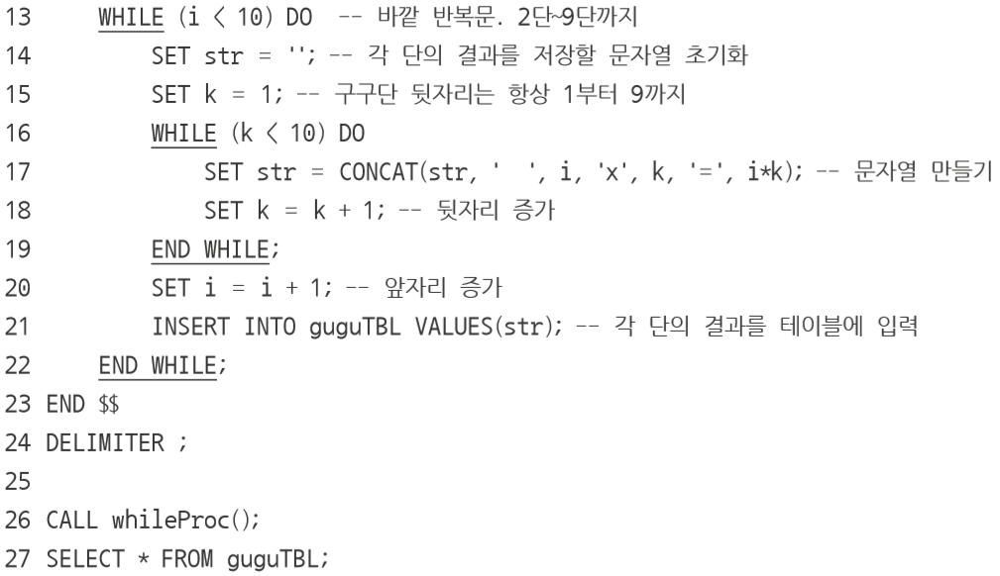 13     WHILE (i < 10) DO  -- 바깥 반복문. 2단~9단까지
14         SET str = ''; -- 각 단의 결과를 저장할 문자열 초기화
15         SET k = 1; -- 구구단 뒷자리는 항상 1부터 9까지
16         WHILE (k < 10) DO
17             SET str = CONCAT(str, '  ', i, 'x', k, '=', i*k); -- 문자열 만들기
18             SET k = k + 1; -- 뒷자리 증가
19         END WHILE;
20         SET i = i + 1; -- 앞자리 증가
21         INSERT INTO guguTBL VALUES(str); -- 각 단의 결과를 테이블에 입력
22     END WHILE;
23 END $$
24 DELIMITER ;
25
26 CALL whileProc();
27 SELECT * FROM guguTBL;